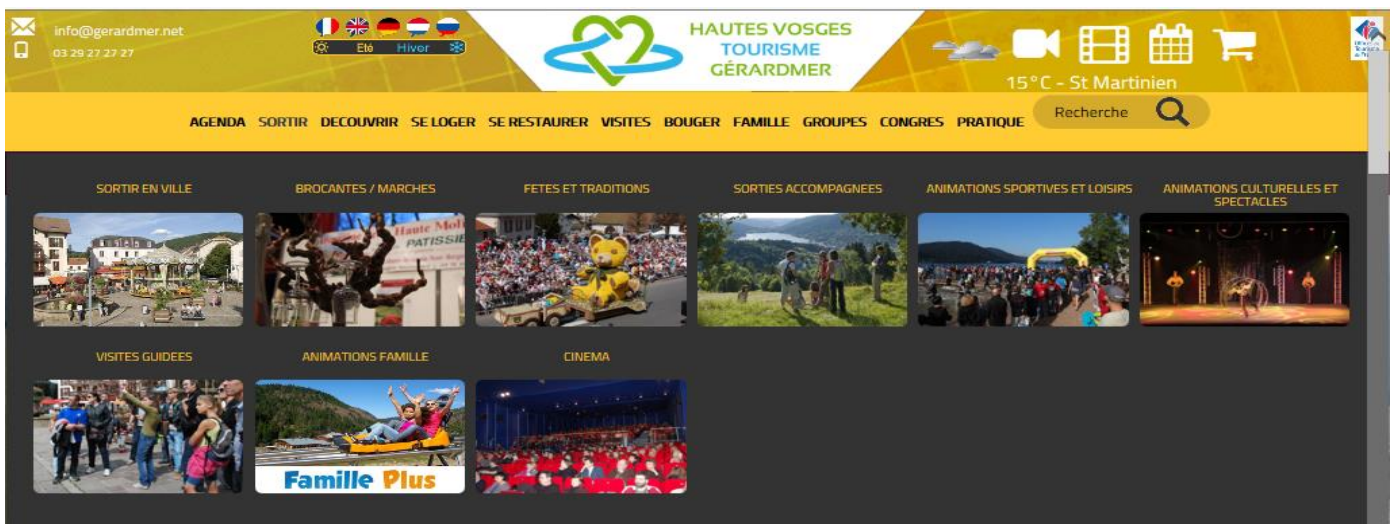 info@gerardmer.net
03 29 27 27 27
Eté Hiver
HAUTES VOSGES
TOURISME
GÉRARDMER
15°C - St Martinien
AGENDA SORTIR DECOUVRIR SE LOGER SE RESTAURER VISITES BOUGER FAMILLE GROUPES CONGRES PRATIQUE Recherche
SORTIR EN VILLE BROCANTES / MARCHES FETES ET TRADITIONS SORTIES ACCOMPAGNEES ANIMATIONS SPORTIVES ET LOISIRS ANIMATIONS CULTURELLES ET
SPECTACLES
Haute
PATISSIE
VISITES GUIDEES ANIMATIONS FAMILLE CINEMA
Famille Plus